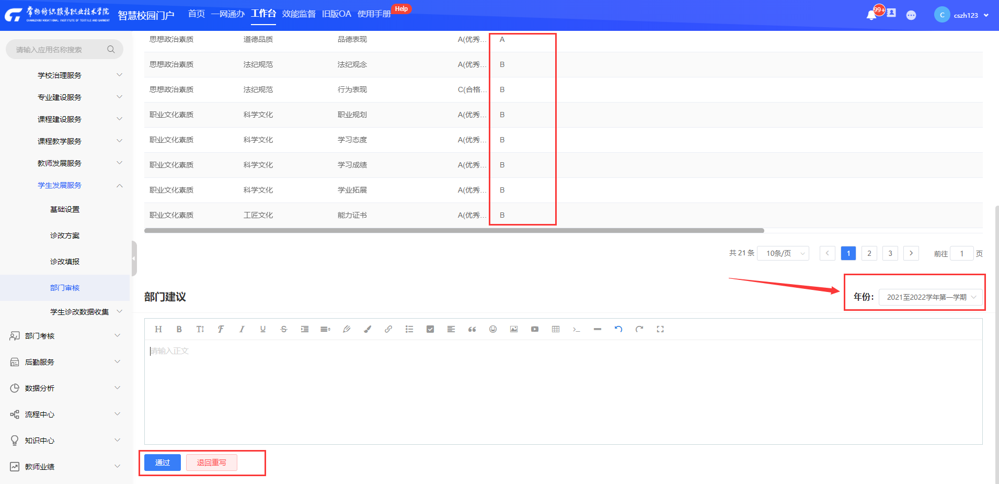 常州纺织服装职业技术学院
CHANGZHOU VOCATIONAL INSTITUTE OF TEXTILE AND GARMENT
智慧校园门户 首页 一网通办 工作台 效能监督 旧版OA 使用手册 Help
99+ C cszh123
请输入应用名称搜索
学校治理服务
专业建设服务
课程建设服务
课程教学服务
教师发展服务
学生发展服务
基础设置
诊改方案
诊改填报
部门审核
学生诊改数据收集
部门考核
后勤服务
数据分析
流程中心
知识中心
教师业绩
思想政治素质 道德品质 品德表现 A(优秀... A
思想政治素质 法纪规范 法纪观念 A(优秀... B
思想政治素质 法纪规范 行为表现 C(合格... B
职业文化素质 科学文化 职业规划 A(优秀... B
职业文化素质 科学文化 学习态度 A(优秀... B
职业文化素质 科学文化 学习成绩 A(优秀... B
职业文化素质 科学文化 学业拓展 A(优秀... B
职业文化素质 工匠文化 能力证书 A(优秀... B
共 21 条 10条/页 1 2 3 前往 1 页
部门建议 年份： 2021至2022学年第一学期
请输入正文
通过 退回重写